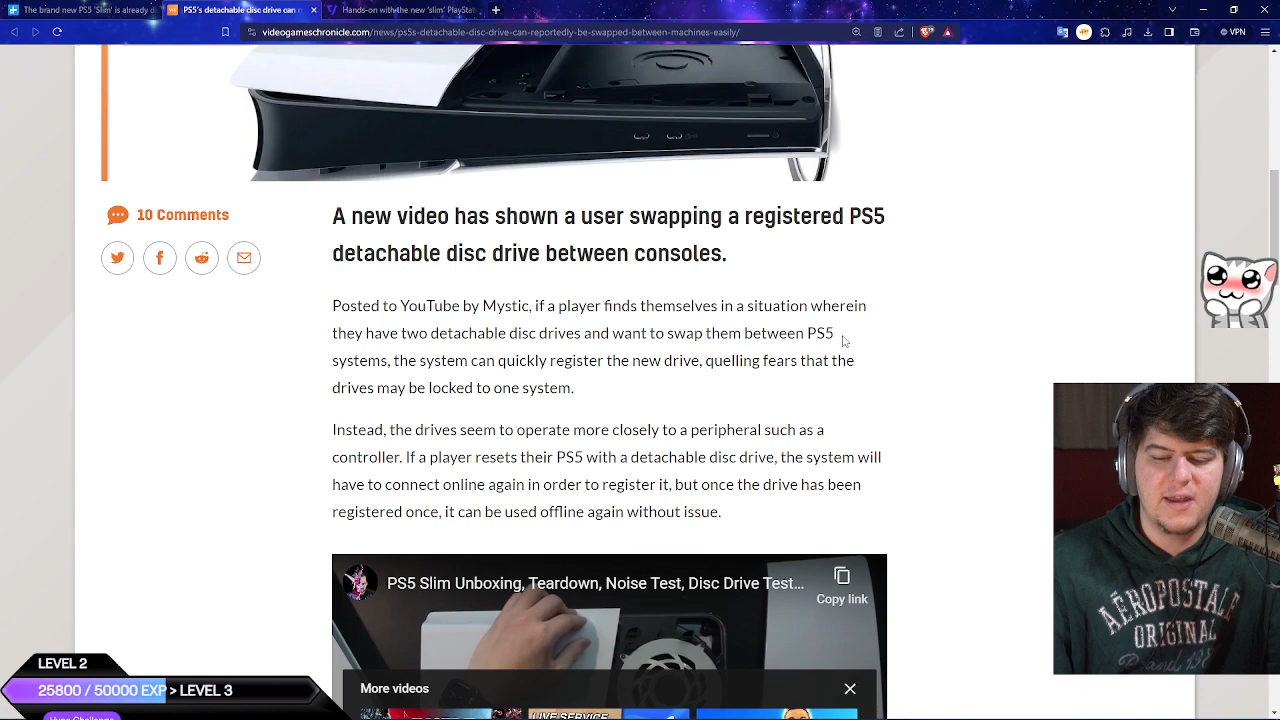 The brand new PS5 'Slim' is already d
PS5's detachable disc drive can r
Hands-on with the new 'slim' PlaySta
videogameschronicle.com/news/ps5s-detachable-disc-drive-can-reportedly-be-swapped-between-machines-easily/
VPN
10 Comments
A new video has shown a user swapping a registered PS5
detachable disc drive between consoles.
Posted to YouTube by Mystic, if a player finds themselves in a situation wherein
they have two detachable disc drives and want to swap them between PS5
systems, the system can quickly register the new drive, quelling fears that the
drives may be locked to one system.
Instead, the drives seem to operate more closely to a peripheral such as a
controller. If a player resets their PS5 with a detachable disc drive, the system will
have to connect online again in order to register it, but once the drive has been
registered once, it can be used offline again without issue.
PS5 Slim Unboxing, Teardown, Noise Test, Disc Drive Test...
Copy link
More videos
LIVE SERVICE
AÉROPOSTALE
ORIGINAL
LEVEL 2
25800 / 50000 EXP > LEVEL 3
Hype Challenge